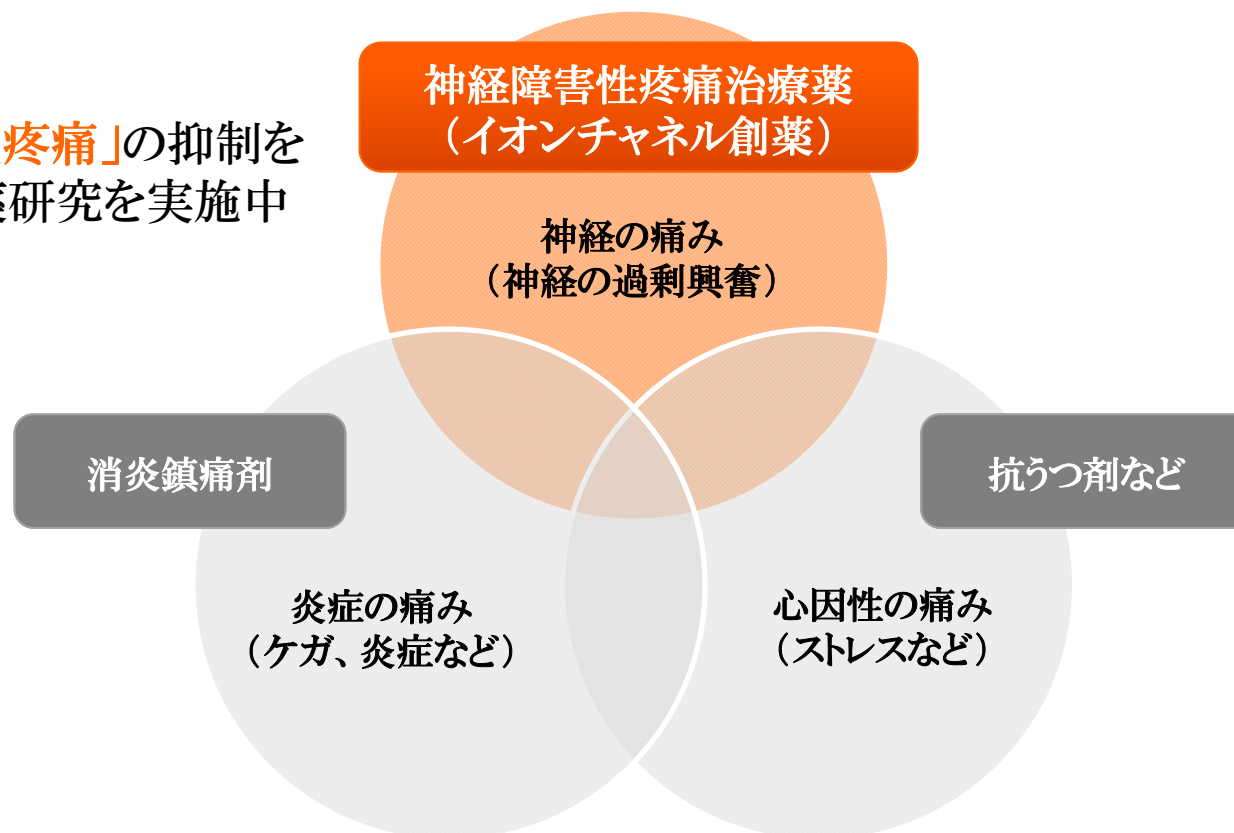 神経障害性疼痛治療薬
（イオンチャネル創薬）
疼痛」の抑制を
薬研究を実施中
神経の痛み
（神経の過剰興奮）
消炎鎮痛剤
抗うつ剤など
炎症の痛み
（ケガ、炎症など）
心因性の痛み
（ストレスなど）